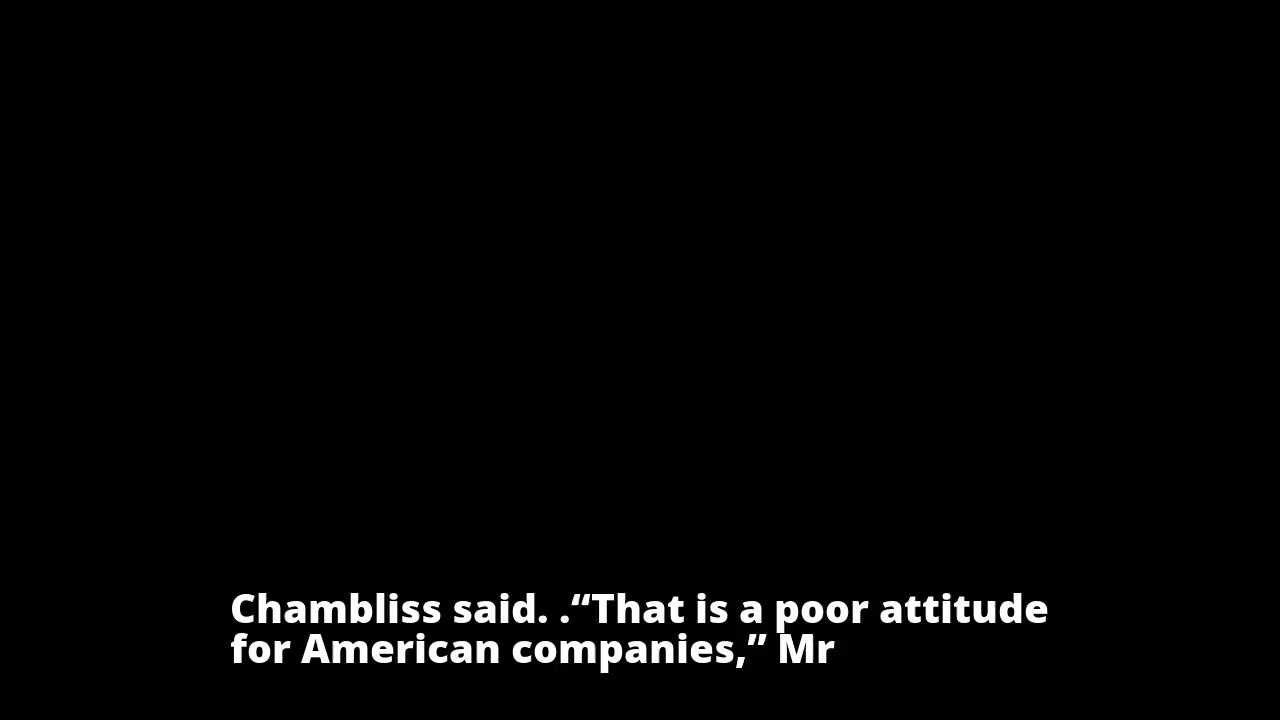 Chambliss said. .“That is a poor attitude
for American companies,” Mr